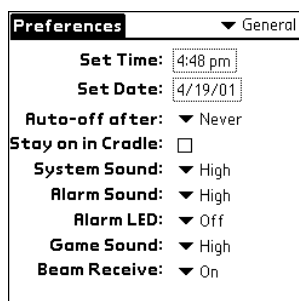 Preferences General
Set Time: 4:48 pm
Set Date: 4/19/01
Auto-off after: Never
Stay on in Cradle:
System Sound: High
Alarm Sound: High
Alarm LED: Off
Game Sound: High
Beam Receive: On